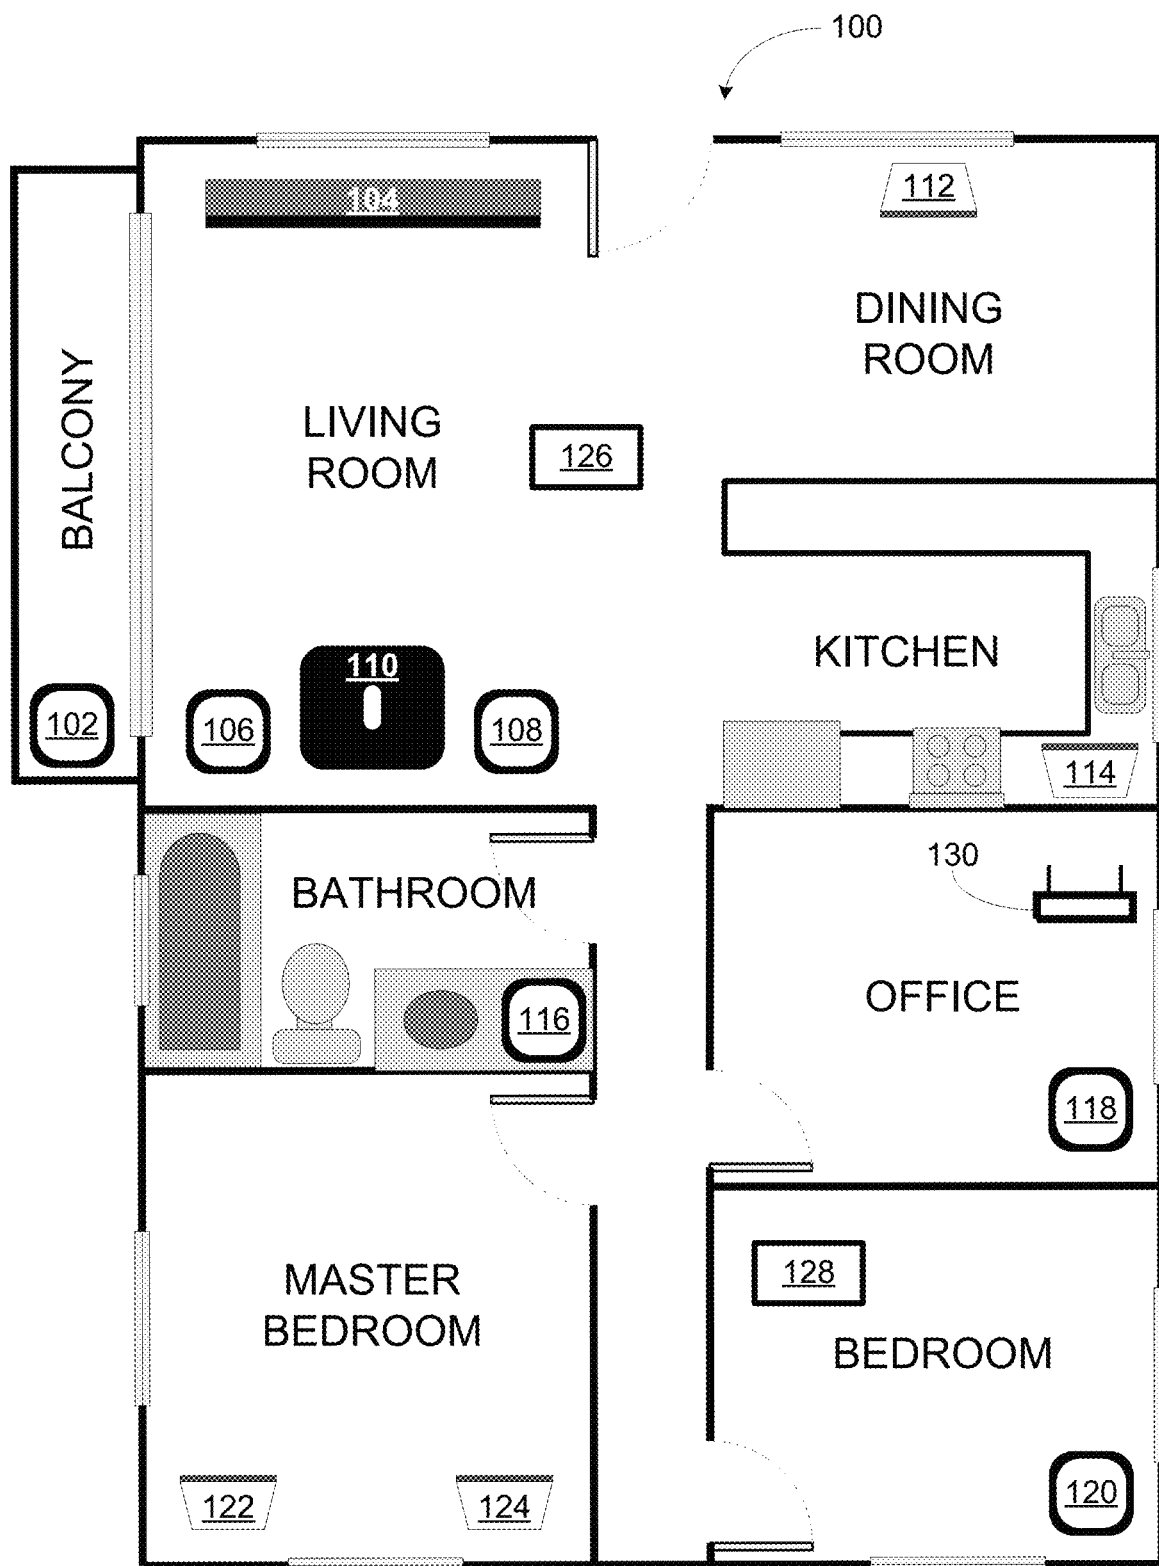 100
104
112
DINING
ROOM
BALCONY
LIVING
ROOM
126
KITCHEN
110
102
106
108
114
130
BATHROOM
OFFICE
116
118
MASTER
BEDROOM
128
BEDROOM
122
124
120